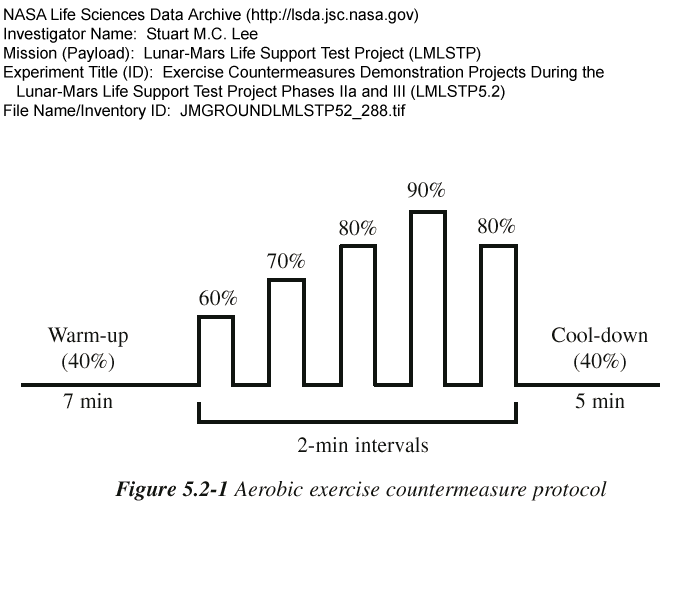 NASA Life Sciences Data Archive (http://lsda.jsc.nasa.gov)
Investigator Name:  Stuart M.C. Lee
Mission (Payload):  Lunar-Mars Life Support Test Project (LMLSTP)
Experiment Title (ID):  Exercise Countermeasures Demonstration Projects During the
Lunar-Mars Life Support Test Project Phases IIa and III (LMLSTP5.2)
File Name/Inventory ID:  JMGROUNDLMLSTP52_288.tif
90%
80%
80%
70%
60%
Warm-up
(40%)
Cool-down
(40%)
7 min
5 min
2-min intervals
Figure 5.2-1 Aerobic exercise countermeasure protocol